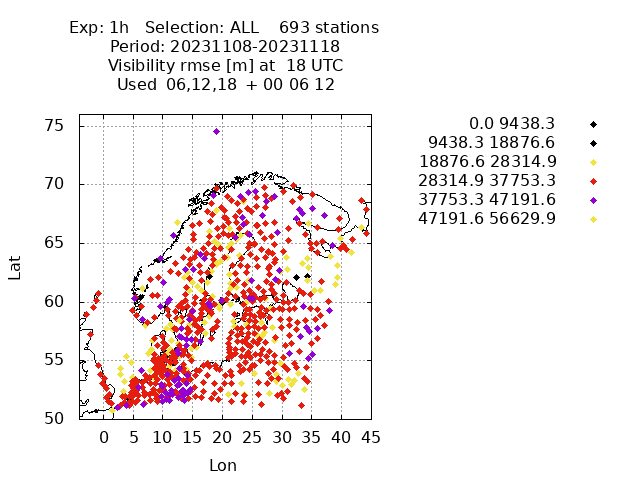 Exp: 1h   Selection: ALL    693 stations
Period: 20231108-20231118
Visibility rmse [m] at  18 UTC
Used  06,12,18  + 00 06 12
0.0 9438.3
9438.3 18876.6
18876.6 28314.9
28314.9 37753.3
37753.3 47191.6
47191.6 56629.9
75
70
65
60
55
50
Lat
0 5 10 15 20 25 30 35 40 45
Lon